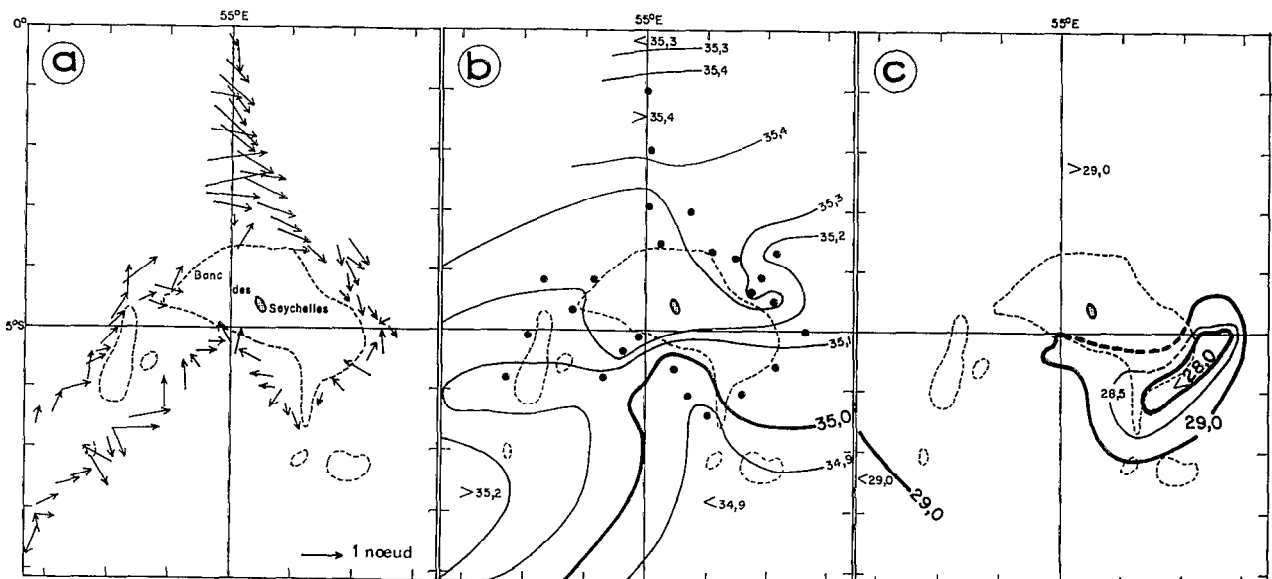 55°E
0°
a
Banc
des
Seychelles
5°S
1 nœud
55°E
b
<35,3
35,3
35,4
>35,4
35,4
35,3
35,2
35,1
35,0
34,9
>35,2
<34,9
55°E
c
>29,0
<28,0
28,5
29,0
<29,0
29,0